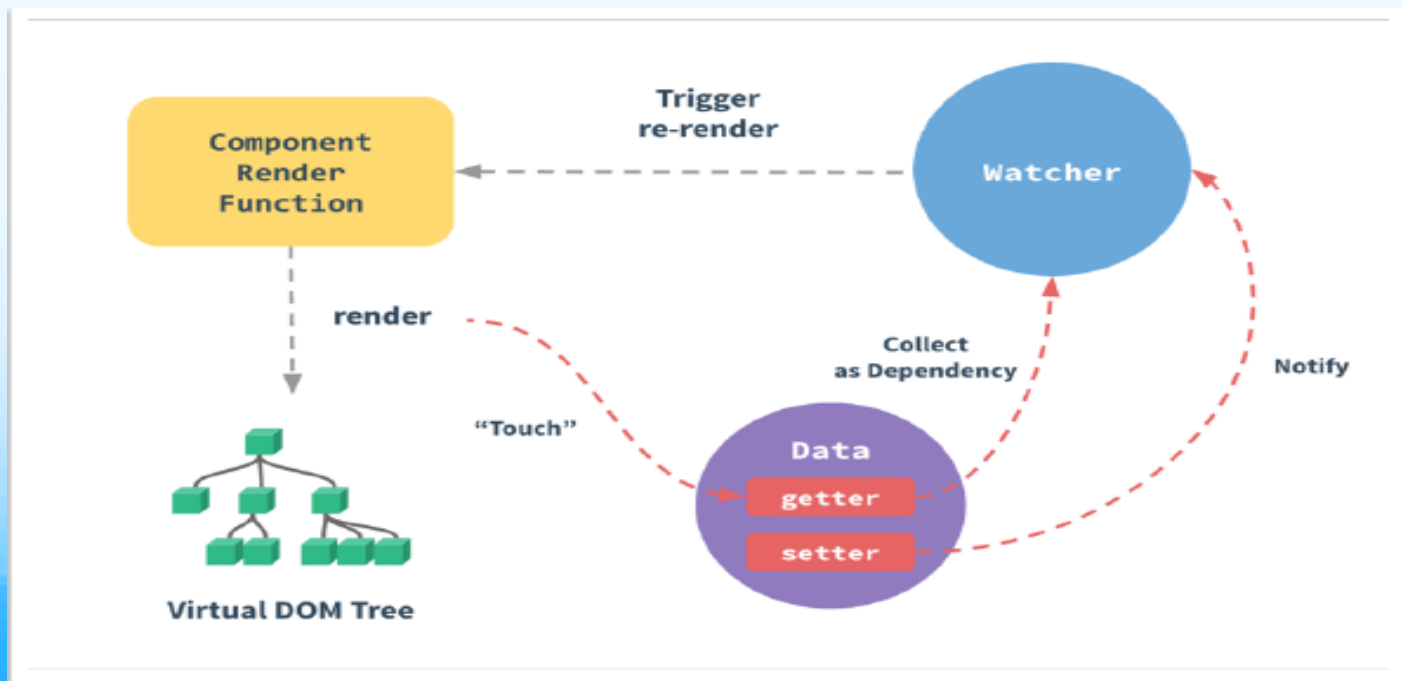 Component
Render
Function
Trigger
re-render
Watcher
render
“Touch”
Collect
as Dependency
Notify
Data
getter
setter
Virtual DOM Tree